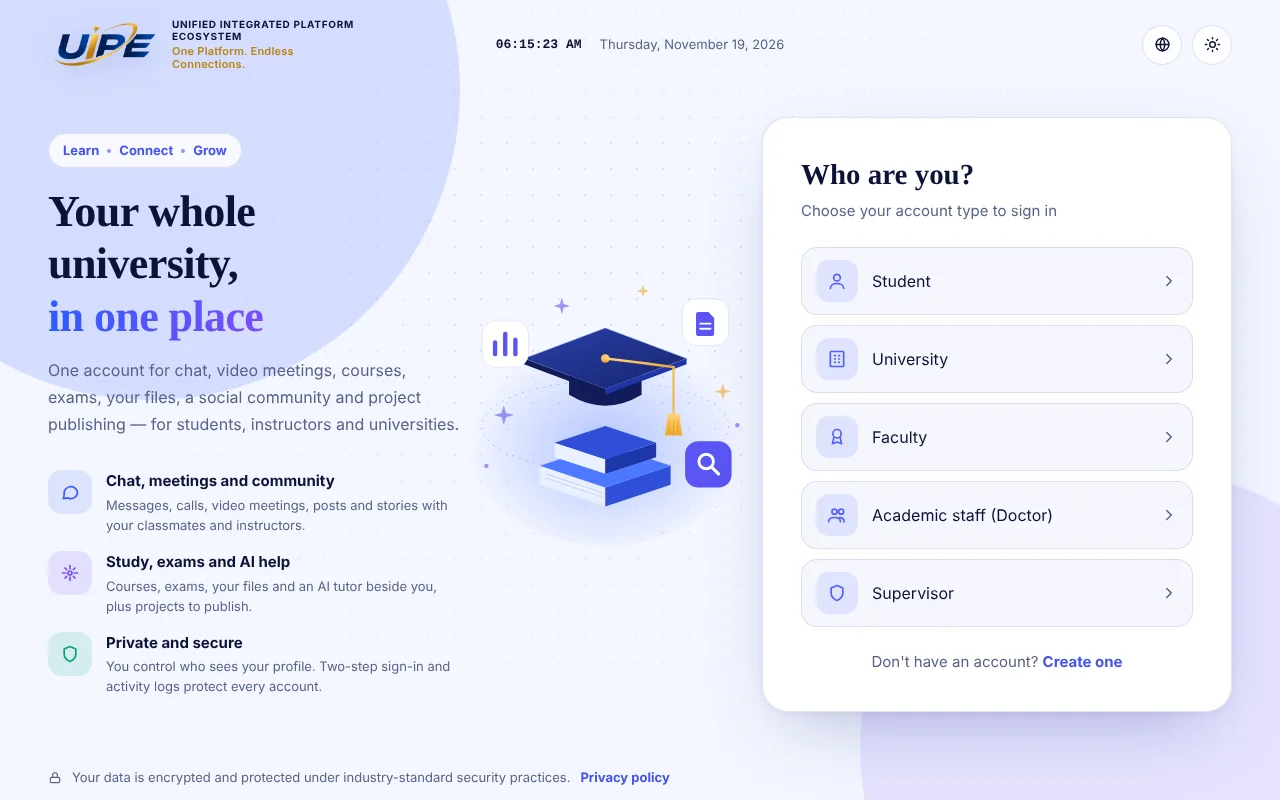 UiPE
UNIFIED INTEGRATED PLATFORM
ECOSYSTEM
One Platform. Endless
Connections.
06:15:23 AM Thursday, November 19, 2026
Learn • Connect • Grow
Your whole
university,
in one place
One account for chat, video meetings, courses,
exams, your files, a social community and project
publishing — for students, instructors and universities.
Chat, meetings and community
Messages, calls, video meetings, posts and stories with
your classmates and instructors.
Study, exams and AI help
Courses, exams, your files and an AI tutor beside you,
plus projects to publish.
Private and secure
You control who sees your profile. Two-step sign-in and
activity logs protect every account.
Who are you?
Choose your account type to sign in
Student
University
Faculty
Academic staff (Doctor)
Supervisor
Don't have an account? Create one
Your data is encrypted and protected under industry-standard security practices. Privacy policy